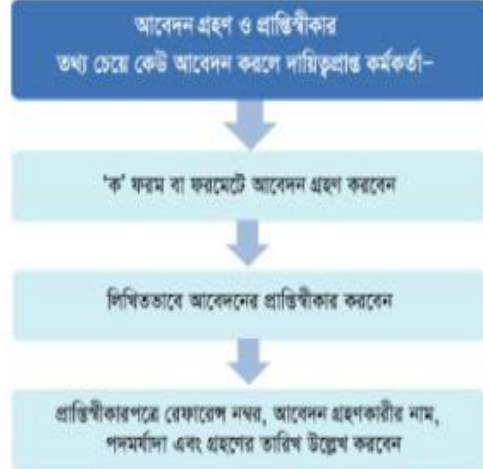 আবেদন গ্রহণ ও প্রাপ্তিস্বীকার
তথ্য চেয়ে কেউ আবেদন করলে দায়িত্বপ্রাপ্ত কর্মকর্তা–
‘ক’ ফরম বা ফরমেটে আবেদন গ্রহণ করবেন
লিখিতভাবে আবেদনের প্রাপ্তিস্বীকার করবেন
প্রাপ্তিস্বীকারপত্রে রেফারেন্স নম্বর, আবেদন গ্রহণকারীর নাম,
পদমর্যাদা এবং গ্রহণের তারিখ উল্লেখ করবেন